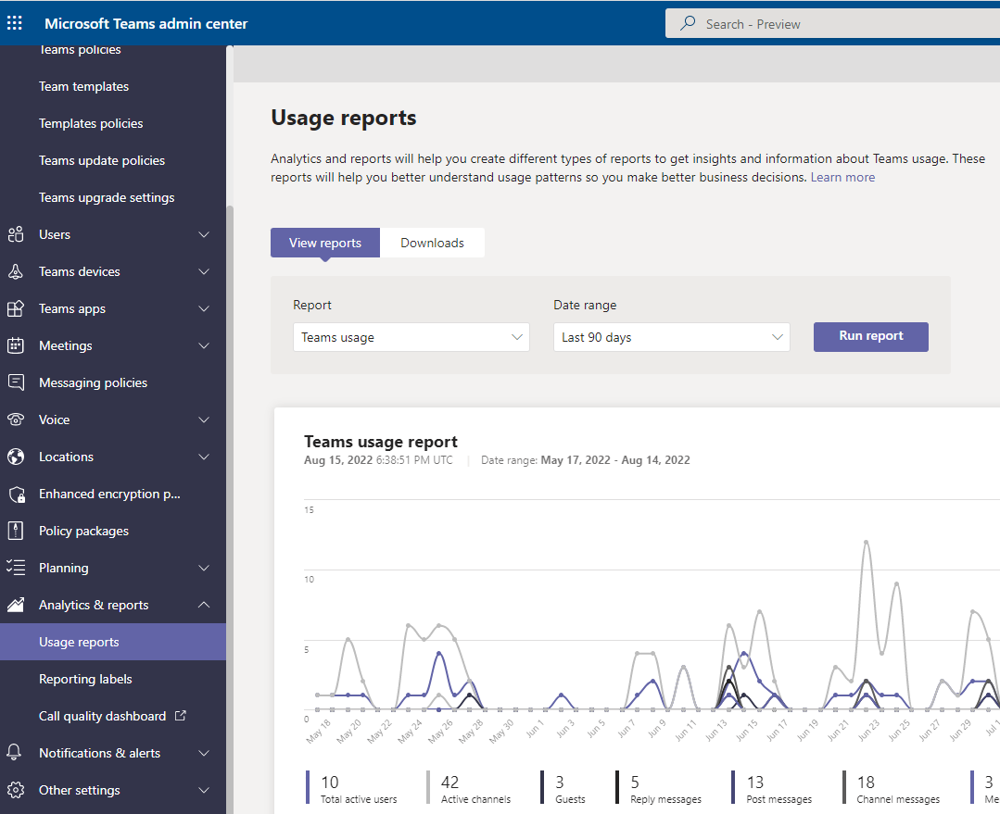 Microsoft Teams admin center
Search - Preview
Teams policies
Team templates
Templates policies
Teams update policies
Teams upgrade settings
Users
Teams devices
Teams apps
Meetings
Messaging policies
Voice
Locations
Enhanced encryption p...
Policy packages
Planning
Analytics & reports
Usage reports
Reporting labels
Call quality dashboard
Notifications & alerts
Other settings
Usage reports
Analytics and reports will help you create different types of reports to get insights and information about Teams usage. These
reports will help you better understand usage patterns so you make better business decisions. Learn more
View reports Downloads
Report Date range
Teams usage Last 90 days Run report
Teams usage report
Aug 15, 2022 6:38:51 PM UTC | Date range: May 17, 2022 - Aug 14, 2022
15
10
5
0
May 18 May 20 May 22 May 24 May 26 May 28 May 30 Jun 1 Jun 3 Jun 5 Jun 7 Jun 9 Jun 11 Jun 13 Jun 15 Jun 17 Jun 19 Jun 21 Jun 23 Jun 25 Jun 27 Jun 29 Jul 1
10 42 3 5 13 18 3
Total active users Active channels Guests Reply messages Post messages Channel messages Me